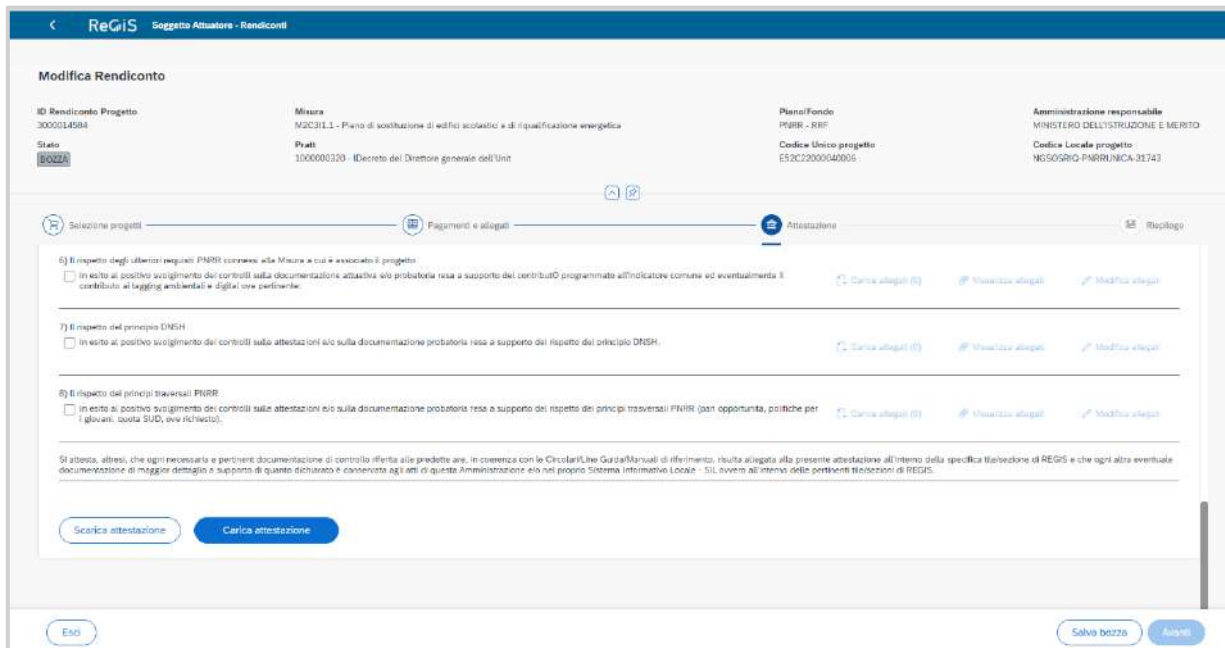 ReGiS Soggetto Attuatore - Rendiconti
Modifica Rendiconto
ID Rendiconto Progetto
3000014584
Misura
M2C3I1.1 - Piano di sostituzione di edifici scolastici e di riqualificazione energetica
Piano/Fondo
PNRR - RRF
Amministrazione responsabile
MINISTERO DELL'ISTRUZIONE E MERITO
Stato
BOZZA
Pratt
1000000320 - IDecreto del Direttore generale dell'Unit
Codice Unico progetto
E52C22000040006
Codice Locale progetto
NGSOSRIQ-PNRRUNICA-31743
Selezione progetti
Pagamenti e allegati
Attestazione
Riepilogo
6) Il rispetto degli ulteriori requisiti PNRR connessi alla Misura a cui è associato il progetto
in esito al positivo svolgimento dei controlli sulla documentazione attuativa e/o probatoria resa a supporto del contributO programmato all'indicatore comune ed eventualmente il
contributo ai tagging ambientali e digital ove pertinente.
Carica allegati (0) Visualizza allegati Modifica allegati
7) Il rispetto del principio DNSH
in esito al positivo svolgimento dei controlli sulle attestazioni e/o sulla documentazione probatoria resa a supporto del rispetto del principio DNSH.
Carica allegati (0) Visualizza allegati Modifica allegati
8) Il rispetto dei principi trasversali PNRR
in esito al positivo svolgimento dei controlli sulle attestazioni e/o sulla documentazione probatoria resa a supporto del rispetto dei principi trasversali PNRR (pari opportunità, politiche per
i giovani, quota SUD, ove richiesto).
Carica allegati (0) Visualizza allegati Modifica allegati
Si attesta, altresì, che ogni necessaria e pertinent documentazione di controllo riferita alle predette are, in coerenza con le Circolari/Line Guida/Manuali di riferimento, risulta allegata alla presente attestazione all'interno della specifica tile/sezione di REGIS e che ogni altra eventuale
documentazione di maggior dettaglio a supporto di quanto dichiarato è conservata agli atti di questa Amministrazione e/o nel proprio Sistema Informativo Locale - SIL ovvero all'interno delle pertinenti tile/sezioni di REGIS.
Scarica attestazione Carica attestazione
Esci Salva bozza Avanti